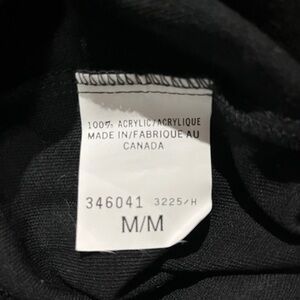 100% ACRYLIC/ACRYLIQUE
MADE IN/FABRIQUE AU
CANADA
346041 3225/H
M/M